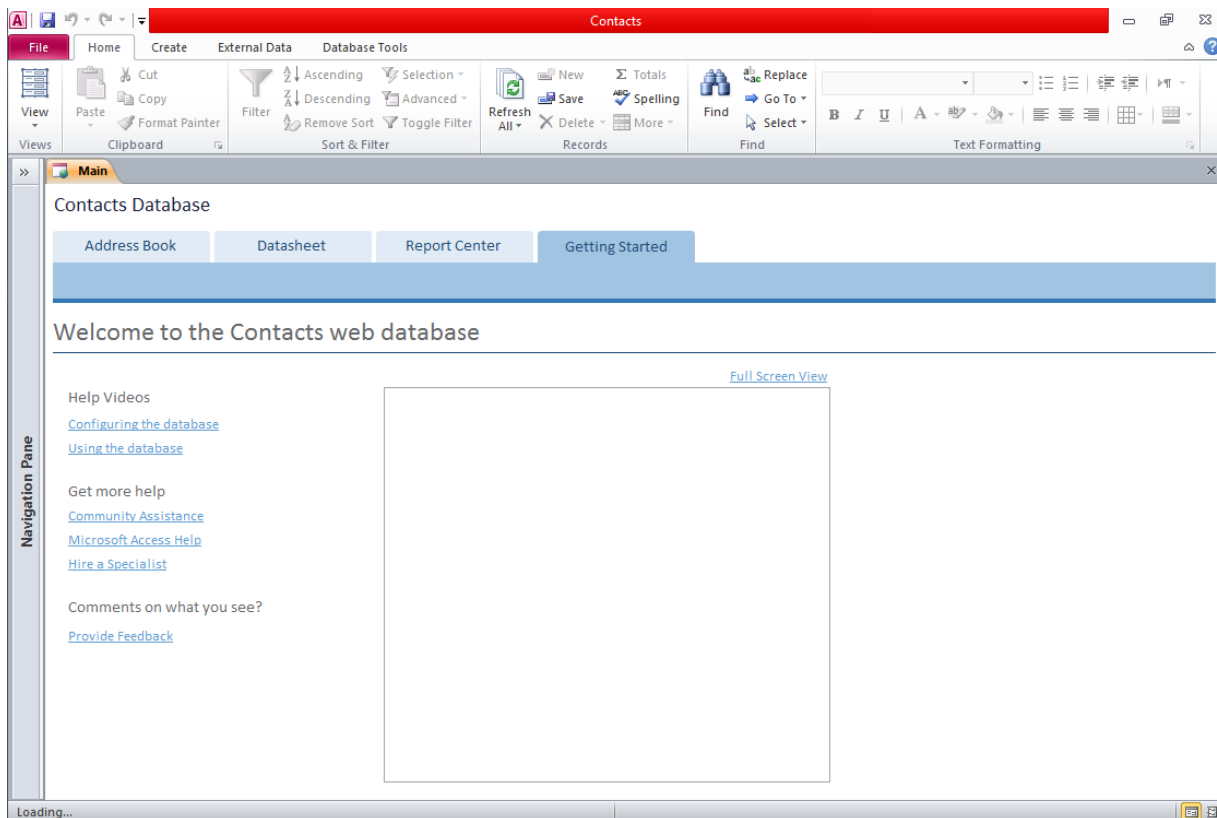 Contacts
File Home Create External Data Database Tools
View
Views
Paste
Cut
Copy
Format Painter
Clipboard
Filter
Ascending
Descending
Remove Sort
Selection
Advanced
Toggle Filter
Sort & Filter
Refresh
All
New
Save
Delete
Totals
Spelling
More
Records
Find
Replace
Go To
Select
Find
B I U A
Text Formatting
Main
Navigation Pane
Contacts Database
Address Book Datasheet Report Center Getting Started
Welcome to the Contacts web database
Full Screen View
Help Videos
Configuring the database
Using the database
Get more help
Community Assistance
Microsoft Access Help
Hire a Specialist
Comments on what you see?
Provide Feedback
Loading...